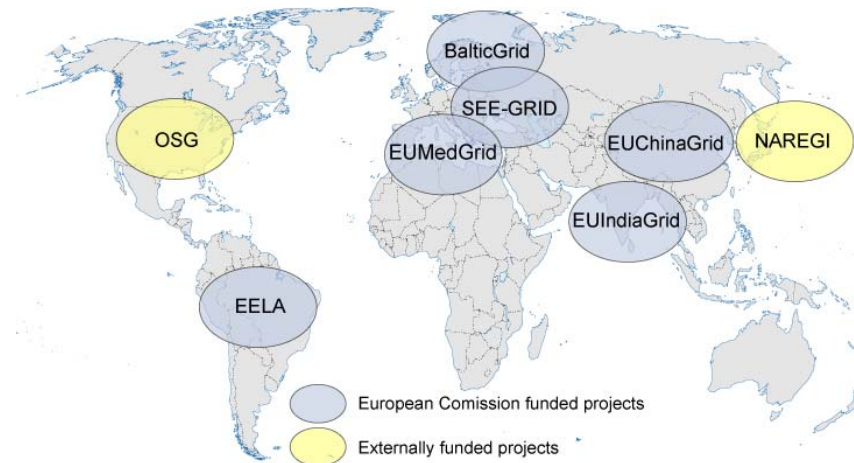 BalticGrid
SEE-GRID
OSG
EUMedGrid
EUChinaGrid
NAREGI
EUIndiaGrid
EELA
European Comission funded projects
Externally funded projects